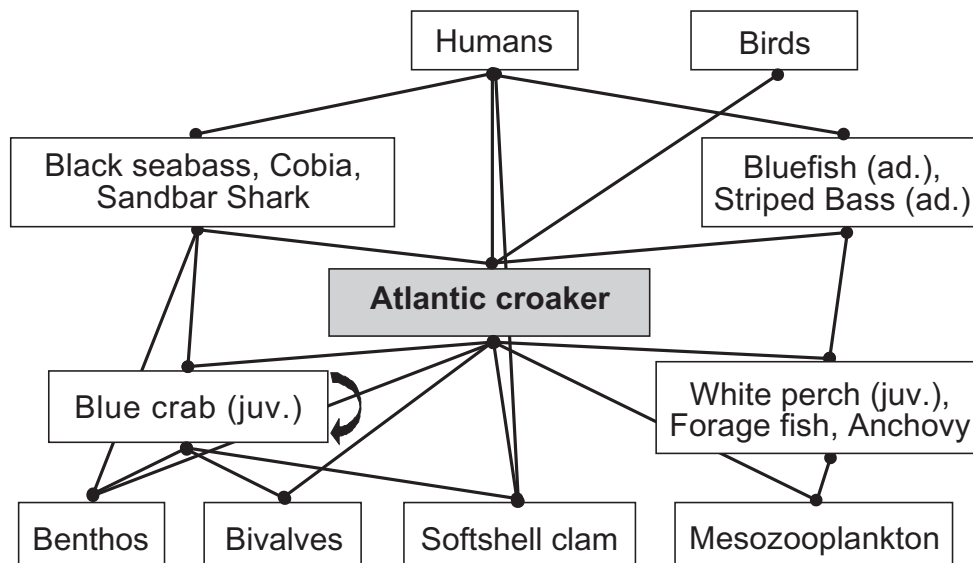 Humans
Birds
Black seabass, Cobia,
Sandbar Shark
Bluefish (ad.),
Striped Bass (ad.)
Atlantic croaker
Blue crab (juv.)
White perch (juv.),
Forage fish, Anchovy
Benthos
Bivalves
Softshell clam
Mesozooplankton